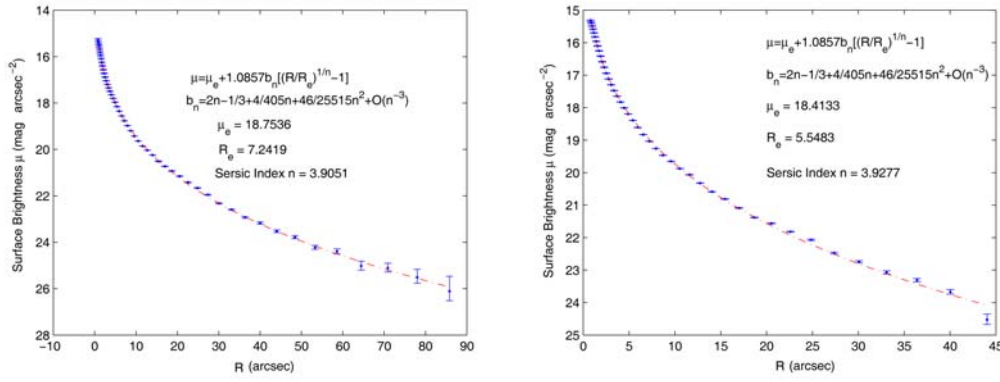 14
16
18
20
22
24
26
28
Surface Brightness μ (mag arcsec⁻²)
μ=μₑ+1.0857bₙ[(R/Rₑ)^{1/n}−1]
bₙ=2n−1/3+4/405n+46/25515n²+O(n⁻³)
μₑ = 18.7536
Rₑ = 7.2419
Sersic Index n = 3.9051
−10 0 10 20 30 40 50 60 70 80 90
R (arcsec)
15
16
17
18
19
20
21
22
23
24
25
Surface Brightness μ (mag arcsec⁻²)
μ=μₑ+1.0857bₙ[(R/Rₑ)^{1/n}−1]
bₙ=2n−1/3+4/405n+46/25515n²+O(n⁻³)
μₑ = 18.4133
Rₑ = 5.5483
Sersic Index n = 3.9277
0 5 10 15 20 25 30 35 40 45
R (arcsec)